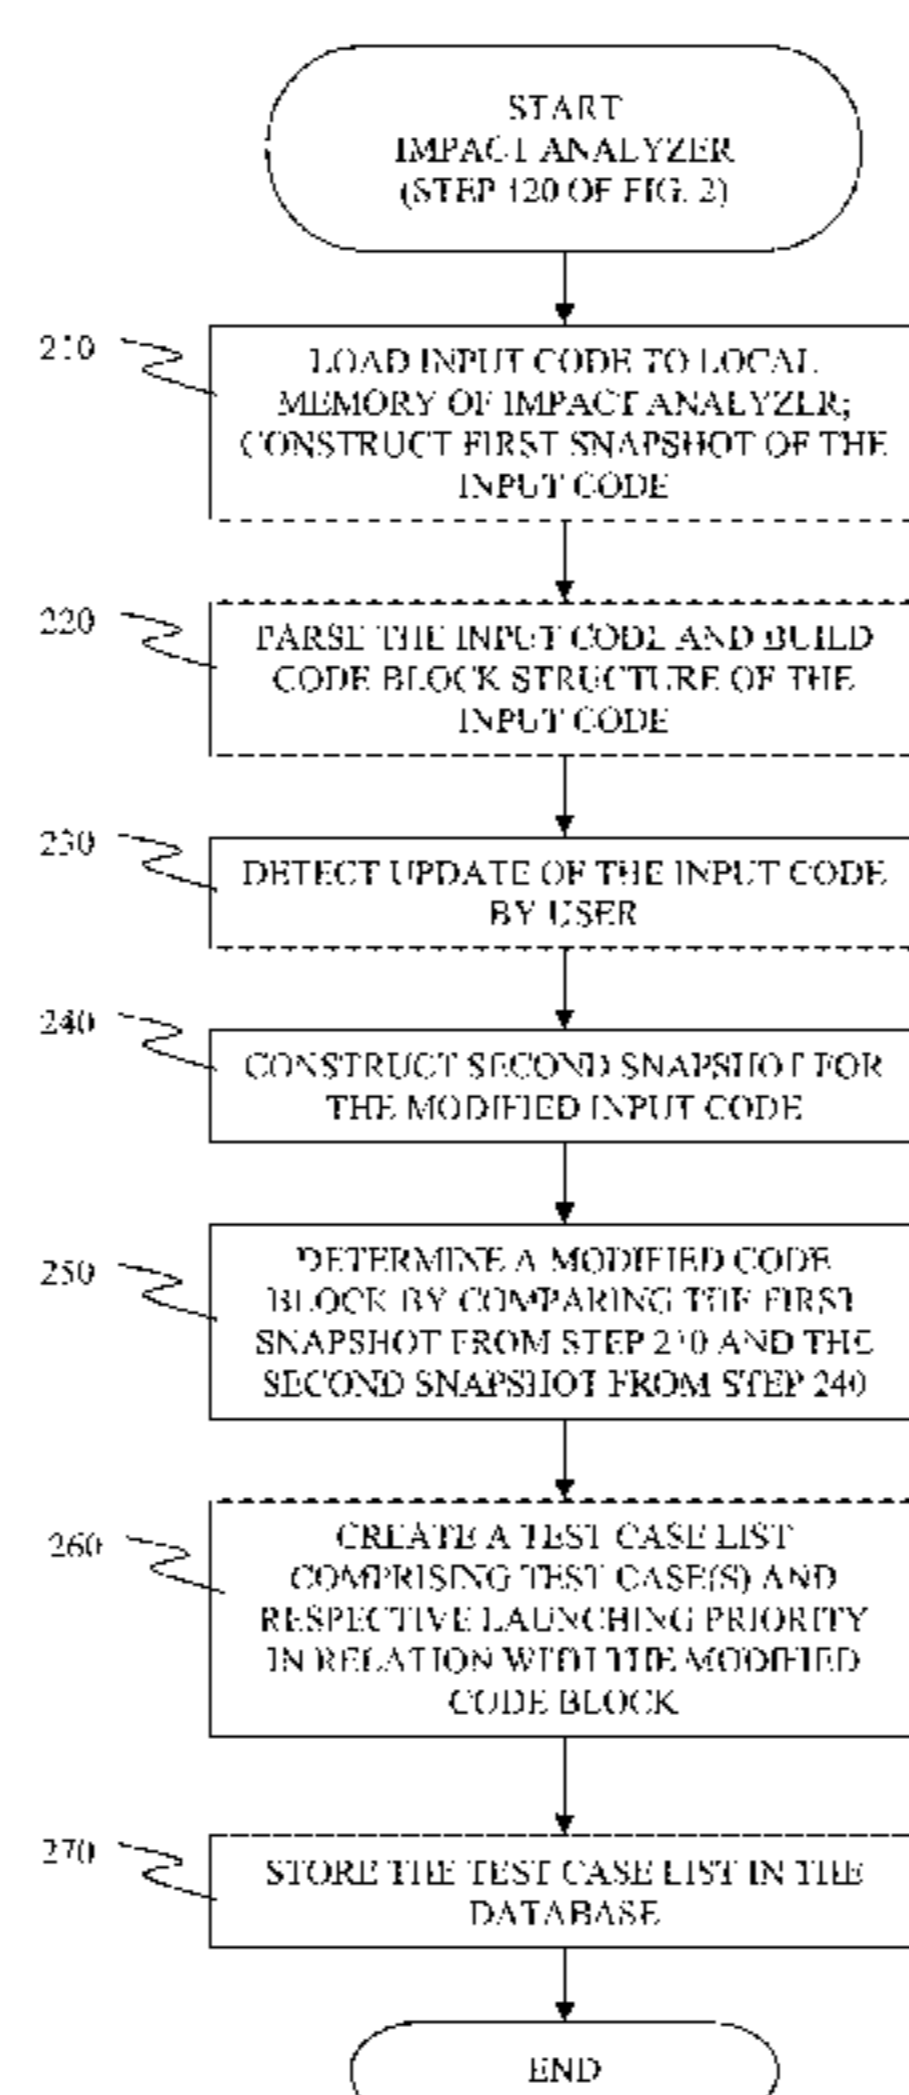 START
IMPACT ANALYZER
(STEP 120 OF FIG. 2)
210
LOAD INPUT CODE TO LOCAL
MEMORY OF IMPACT ANALYZER;
CONSTRUCT FIRST SNAPSHOT OF THE
INPUT CODE
220
PARSE THE INPUT CODE AND BUILD
CODE BLOCK STRUCTURE OF THE
INPUT CODE
230
DETECT UPDATE OF THE INPUT CODE
BY USER
240
CONSTRUCT SECOND SNAPSHOT FOR
THE MODIFIED INPUT CODE
250
DETERMINE A MODIFIED CODE
BLOCK BY COMPARING THE FIRST
SNAPSHOT FROM STEP 210 AND THE
SECOND SNAPSHOT FROM STEP 240
260
CREATE A TEST CASE LIST
COMPRISING TEST CASE(S) AND
RESPECTIVE LAUNCHING PRIORITY
IN RELATION WITH THE MODIFIED
CODE BLOCK
270
STORE THE TEST CASE LIST IN THE
DATABASE
END